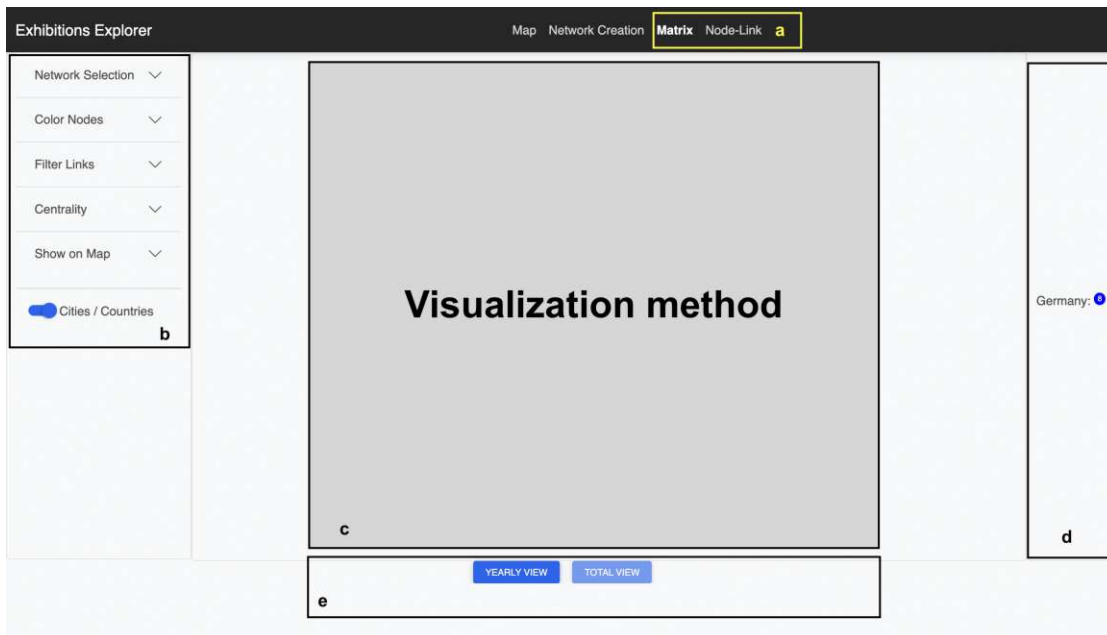 Exhibitions Explorer
Map Network Creation Matrix Node-Link a
Network Selection
Color Nodes
Filter Links
Centrality
Show on Map
Cities / Countries
b
Visualization method
c
Germany: 8
d
YEARLY VIEW TOTAL VIEW
e